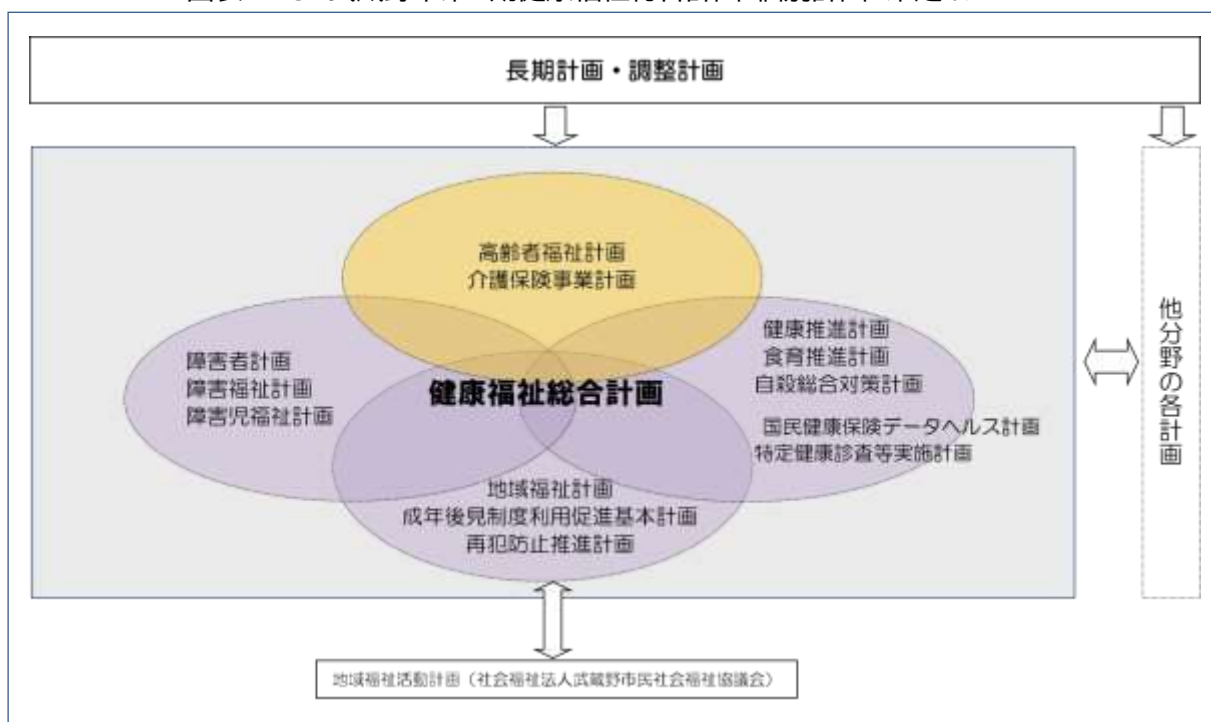 長期計画・調整計画
高齢者福祉計画
介護保険事業計画
障害者計画
障害福祉計画
障害児福祉計画
健康福祉総合計画
健康推進計画
食育推進計画
自殺総合対策計画
国民健康保険データヘルス計画
特定健康診査等実施計画
地域福祉計画
成年後見制度利用促進基本計画
再犯防止推進計画
他分野の各計画
地域福祉活動計画（社会福祉法人武蔵野市民社会福祉協議会）